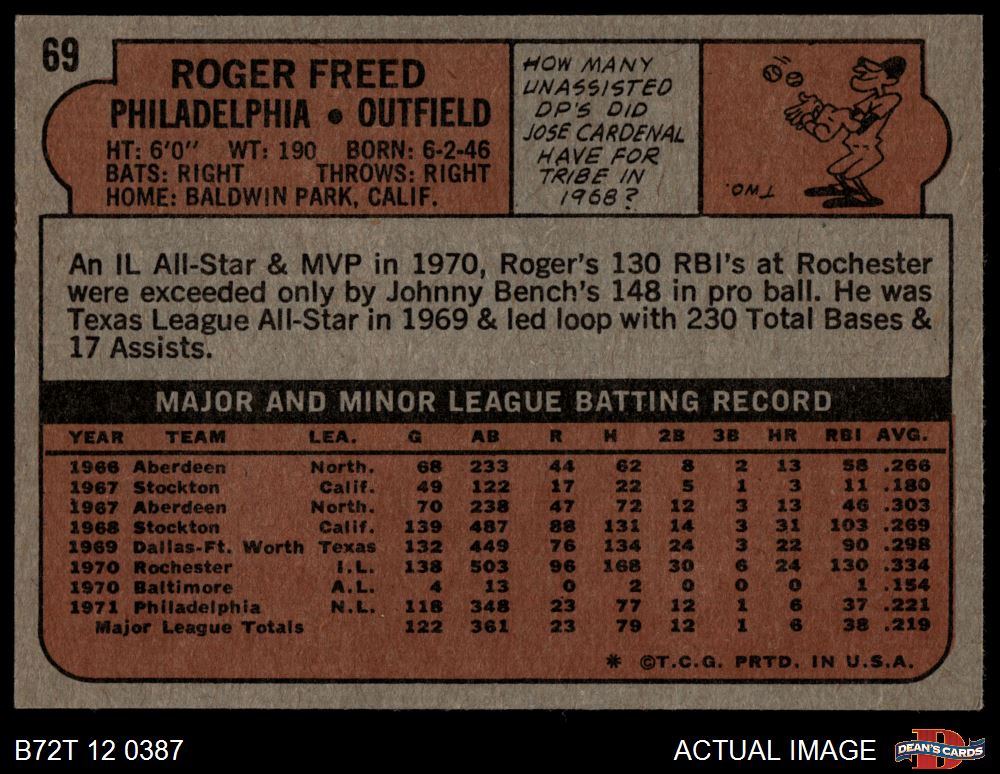 69
ROGER FREED
PHILADELPHIA • OUTFIELD
HT: 6'0" WT: 190 BORN: 6-2-46
BATS: RIGHT THROWS: RIGHT
HOME: BALDWIN PARK, CALIF.
HOW MANY
UNASSISTED
DP'S DID
JOSE CARDENAL
HAVE FOR
TRIBE IN
1968?
TWO.
An IL All-Star & MVP in 1970, Roger's 130 RBI's at Rochester
were exceeded only by Johnny Bench's 148 in pro ball. He was
Texas League All-Star in 1969 & led loop with 230 Total Bases &
17 Assists.
MAJOR AND MINOR LEAGUE BATTING RECORD
YEAR TEAM LEA. G AB R H 2B 3B HR RBI AVG.
1966 Aberdeen North. 68 233 44 62 8 2 13 58 .266
1967 Stockton Calif. 49 122 17 22 5 1 3 11 .180
1967 Aberdeen North. 70 238 47 72 12 3 13 46 .303
1968 Stockton Calif. 139 487 88 131 14 3 31 103 .269
1969 Dallas-Ft. Worth Texas 132 449 76 134 24 3 22 90 .298
1970 Rochester I.L. 138 503 96 168 30 6 24 130 .334
1970 Baltimore A.L. 4 13 0 2 0 0 0 1 .154
1971 Philadelphia N.L. 118 348 23 77 12 1 6 37 .221
Major League Totals 122 361 23 79 12 1 6 38 .219
* ©T.C.G. PRTD. IN U.S.A.
B72T 12 0387 ACTUAL IMAGE D DEAN'S CARDS